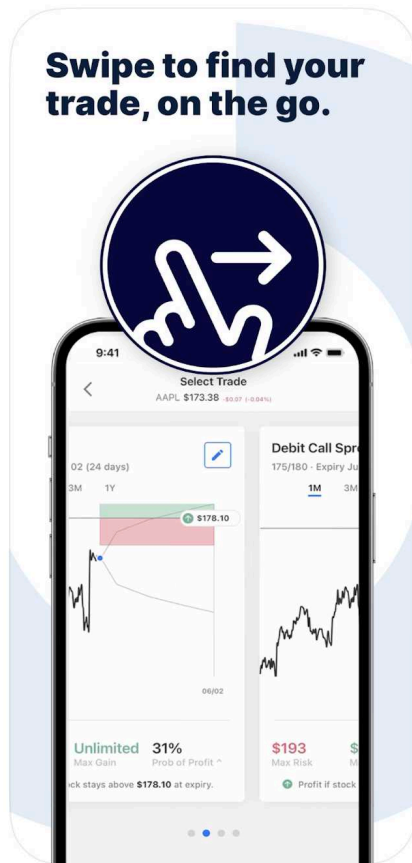 Swipe to find your
trade, on the go.
9:41
Select Trade
AAPL $173.38 -$0.07 (-0.04%)
02 (24 days)
3M 1Y
$178.10
06/02
Unlimited 31%
Max Gain Prob of Profit ^
ck stays above $178.10 at expiry.
Debit Call Spre
175/180 · Expiry Ju
1M 3M
$193 $
Max Risk M
Profit if stock